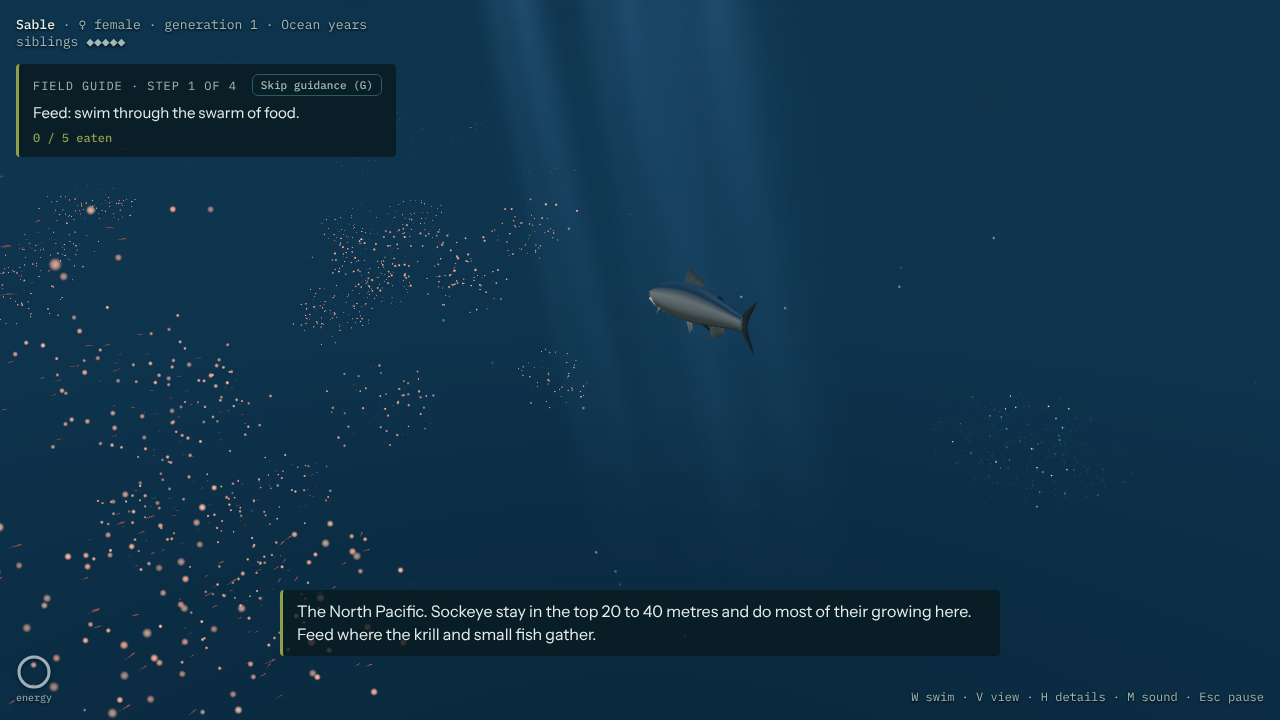 Sable · ♀ female · generation 1 · Ocean years
siblings ◆◆◆◆◆
FIELD GUIDE · STEP 1 OF 4
Skip guidance (G)
Feed: swim through the swarm of food.
0 / 5 eaten
The North Pacific. Sockeye stay in the top 20 to 40 metres and do most of their growing here.
Feed where the krill and small fish gather.
energy
W swim · V view · H details · M sound · Esc pause